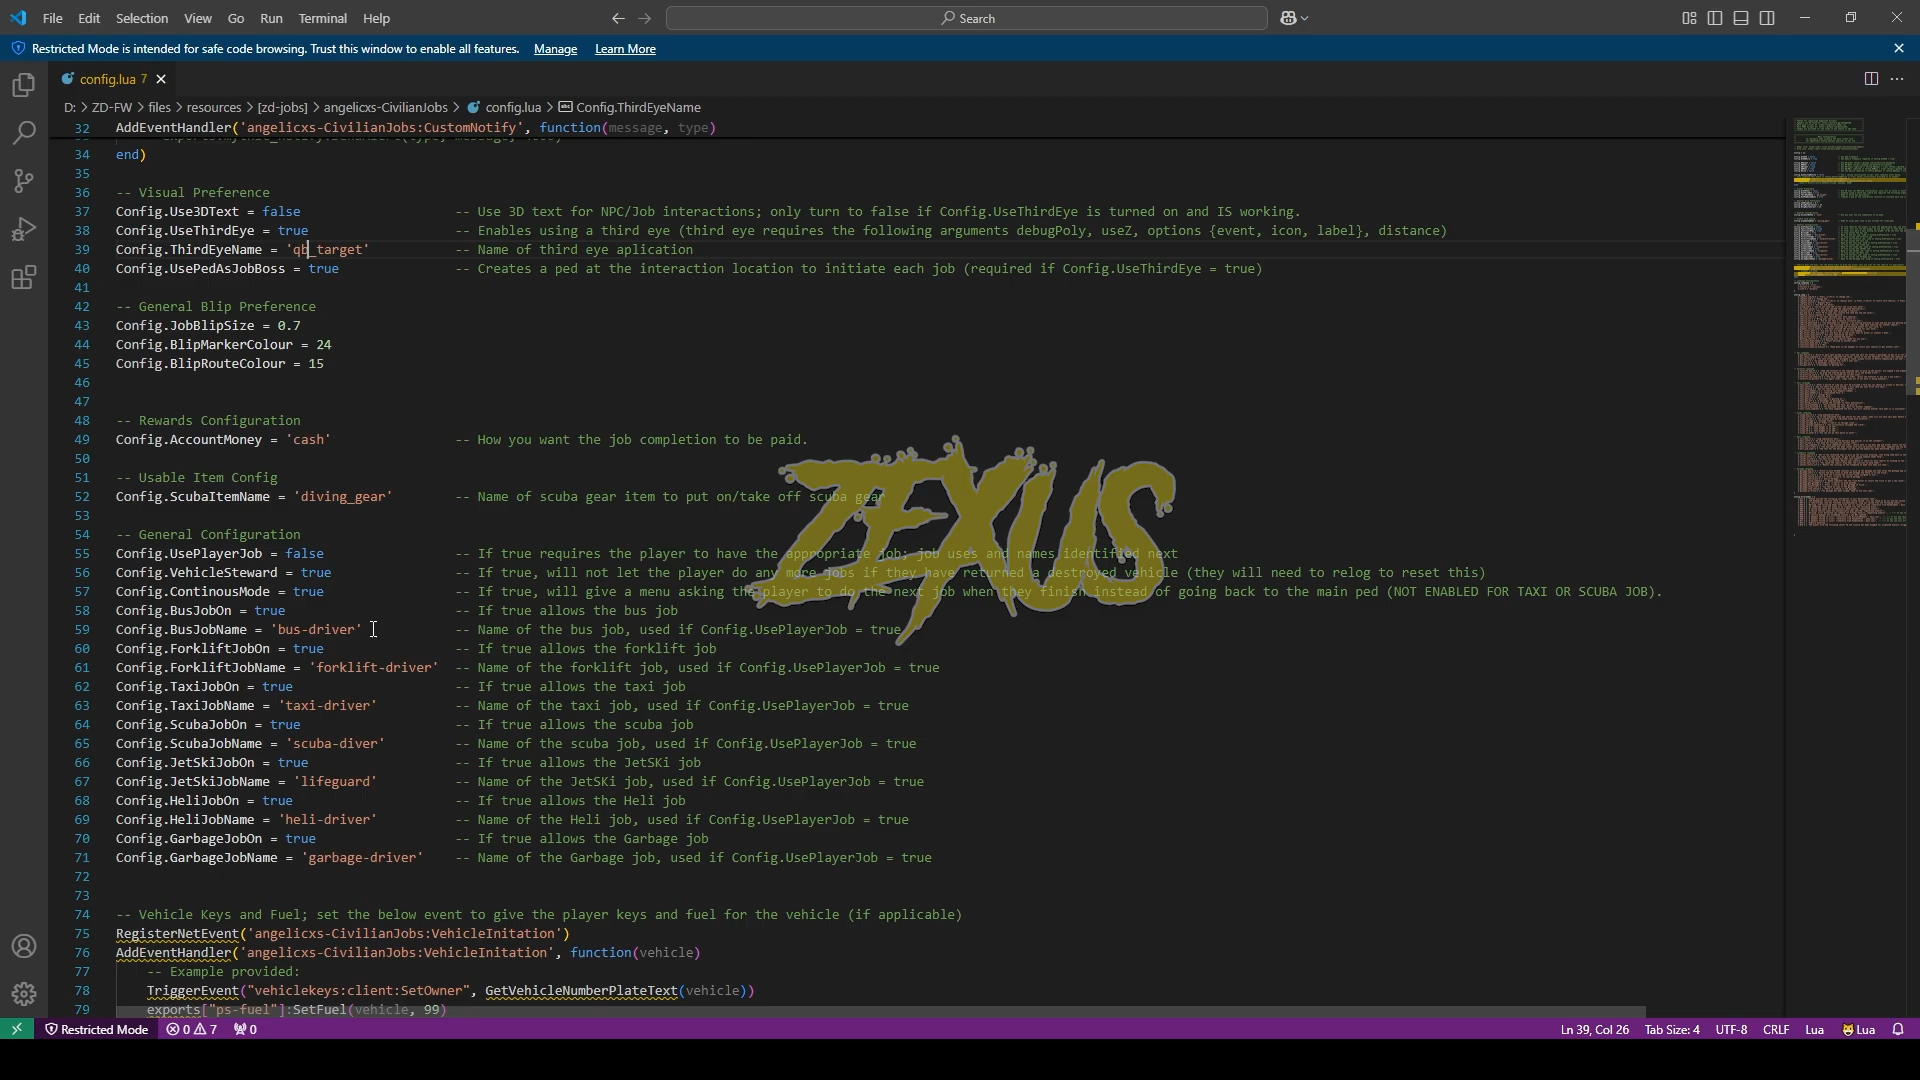 File Edit Selection View Go Run Terminal Help
Search
Restricted Mode is intended for safe code browsing. Trust this window to enable all features. Manage Learn More
config.lua 7
D: > ZD-FW > files > resources > [zd-jobs] > angelicxs-CivilianJobs > config.lua > Config.ThirdEyeName
32 AddEventHandler('angelicxs-CivilianJobs:CustomNotify', function(message, type)
34 end)
35
36 -- Visual Preference
37 Config.Use3DText = false -- Use 3D text for NPC/Job interactions; only turn to false if Config.UseThirdEye is turned on and IS working.
38 Config.UseThirdEye = true -- Enables using a third eye (third eye requires the following arguments debugPoly, useZ, options {event, icon, label}, distance)
39 Config.ThirdEyeName = 'qb_target' -- Name of third eye aplication
40 Config.UsePedAsJobBoss = true -- Creates a ped at the interaction location to initiate each job (required if Config.UseThirdEye = true)
41
42 -- General Blip Preference
43 Config.JobBlipSize = 0.7
44 Config.BlipMarkerColour = 24
45 Config.BlipRouteColour = 15
46
47
48 -- Rewards Configuration
49 Config.AccountMoney = 'cash' -- How you want the job completion to be paid.
50
51 -- Usable Item Config
52 Config.ScubaItemName = 'diving_gear' -- Name of scuba gear item to put on/take off scuba gear
53
54 -- General Configuration
55 Config.UsePlayerJob = false -- If true requires the player to have the appropriate job; job uses and names identified next
56 Config.VehicleSteward = true -- If true, will not let the player do any more jobs if they have returned a destroyed vehicle (they will need to relog to reset this)
57 Config.ContinousMode = true -- If true, will give a menu asking the player to do the next job when they finish instead of going back to the main ped (NOT ENABLED FOR TAXI OR SCUBA JOB).
58 Config.BusJobOn = true -- If true allows the bus job
59 Config.BusJobName = 'bus-driver' -- Name of the bus job, used if Config.UsePlayerJob = true
60 Config.ForkliftJobOn = true -- If true allows the forklift job
61 Config.ForkliftJobName = 'forklift-driver' -- Name of the forklift job, used if Config.UsePlayerJob = true
62 Config.TaxiJobOn = true -- If true allows the taxi job
63 Config.TaxiJobName = 'taxi-driver' -- Name of the taxi job, used if Config.UsePlayerJob = true
64 Config.ScubaJobOn = true -- If true allows the scuba job
65 Config.ScubaJobName = 'scuba-diver' -- Name of the scuba job, used if Config.UsePlayerJob = true
66 Config.JetSkiJobOn = true -- If true allows the JetSKi job
67 Config.JetSkiJobName = 'lifeguard' -- Name of the JetSKi job, used if Config.UsePlayerJob = true
68 Config.HeliJobOn = true -- If true allows the Heli job
69 Config.HeliJobName = 'heli-driver' -- Name of the Heli job, used if Config.UsePlayerJob = true
70 Config.GarbageJobOn = true -- If true allows the Garbage job
71 Config.GarbageJobName = 'garbage-driver' -- Name of the Garbage job, used if Config.UsePlayerJob = true
72
73
74 -- Vehicle Keys and Fuel; set the below event to give the player keys and fuel for the vehicle (if applicable)
75 RegisterNetEvent('angelicxs-CivilianJobs:VehicleInitation')
76 AddEventHandler('angelicxs-CivilianJobs:VehicleInitation', function(vehicle)
77 -- Example provided:
78 TriggerEvent("vehiclekeys:client:SetOwner", GetVehicleNumberPlateText(vehicle))
79 exports["ps-fuel"]:SetFuel(vehicle, 99)
ZEXUS
Restricted Mode 0 7 0 Ln 39, Col 26 Tab Size: 4 UTF-8 CRLF Lua Lua